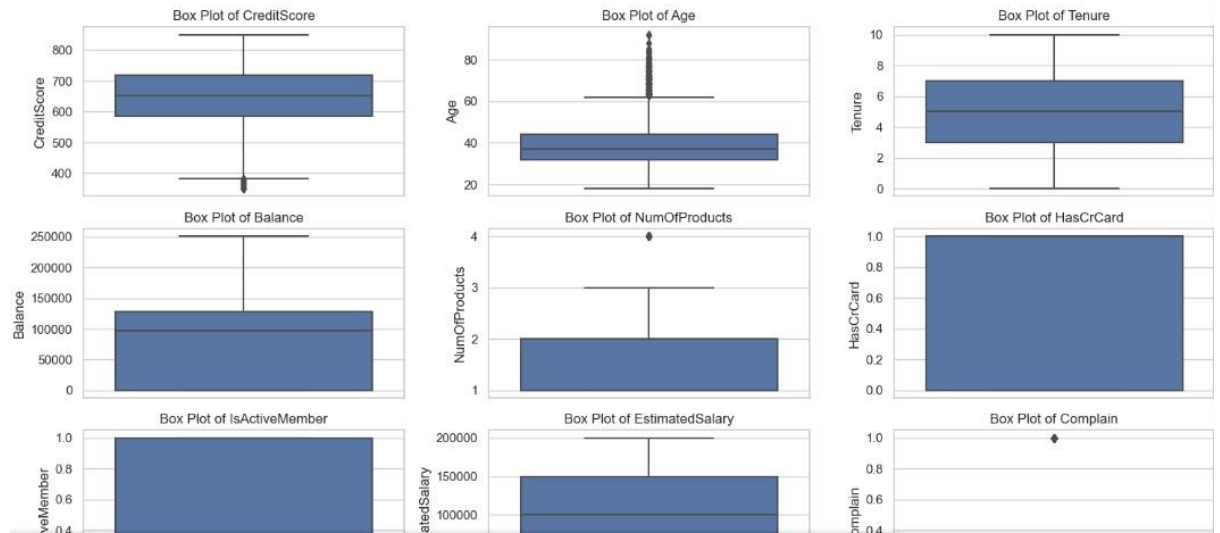 Box Plot of CreditScore
800
700
600
500
400
CreditScore
Box Plot of Age
80
60
40
20
Age
Box Plot of Tenure
10
8
6
4
2
0
Tenure
Box Plot of Balance
250000
200000
150000
100000
50000
0
Balance
Box Plot of NumOfProducts
4
3
2
1
NumOfProducts
Box Plot of HasCrCard
1.0
0.8
0.6
0.4
0.2
0.0
HasCrCard
Box Plot of IsActiveMember
1.0
0.8
0.6
0.4
veMember
Box Plot of EstimatedSalary
200000
150000
100000
atedSalary
Box Plot of Complain
1.0
0.8
0.6
0.4
omplain